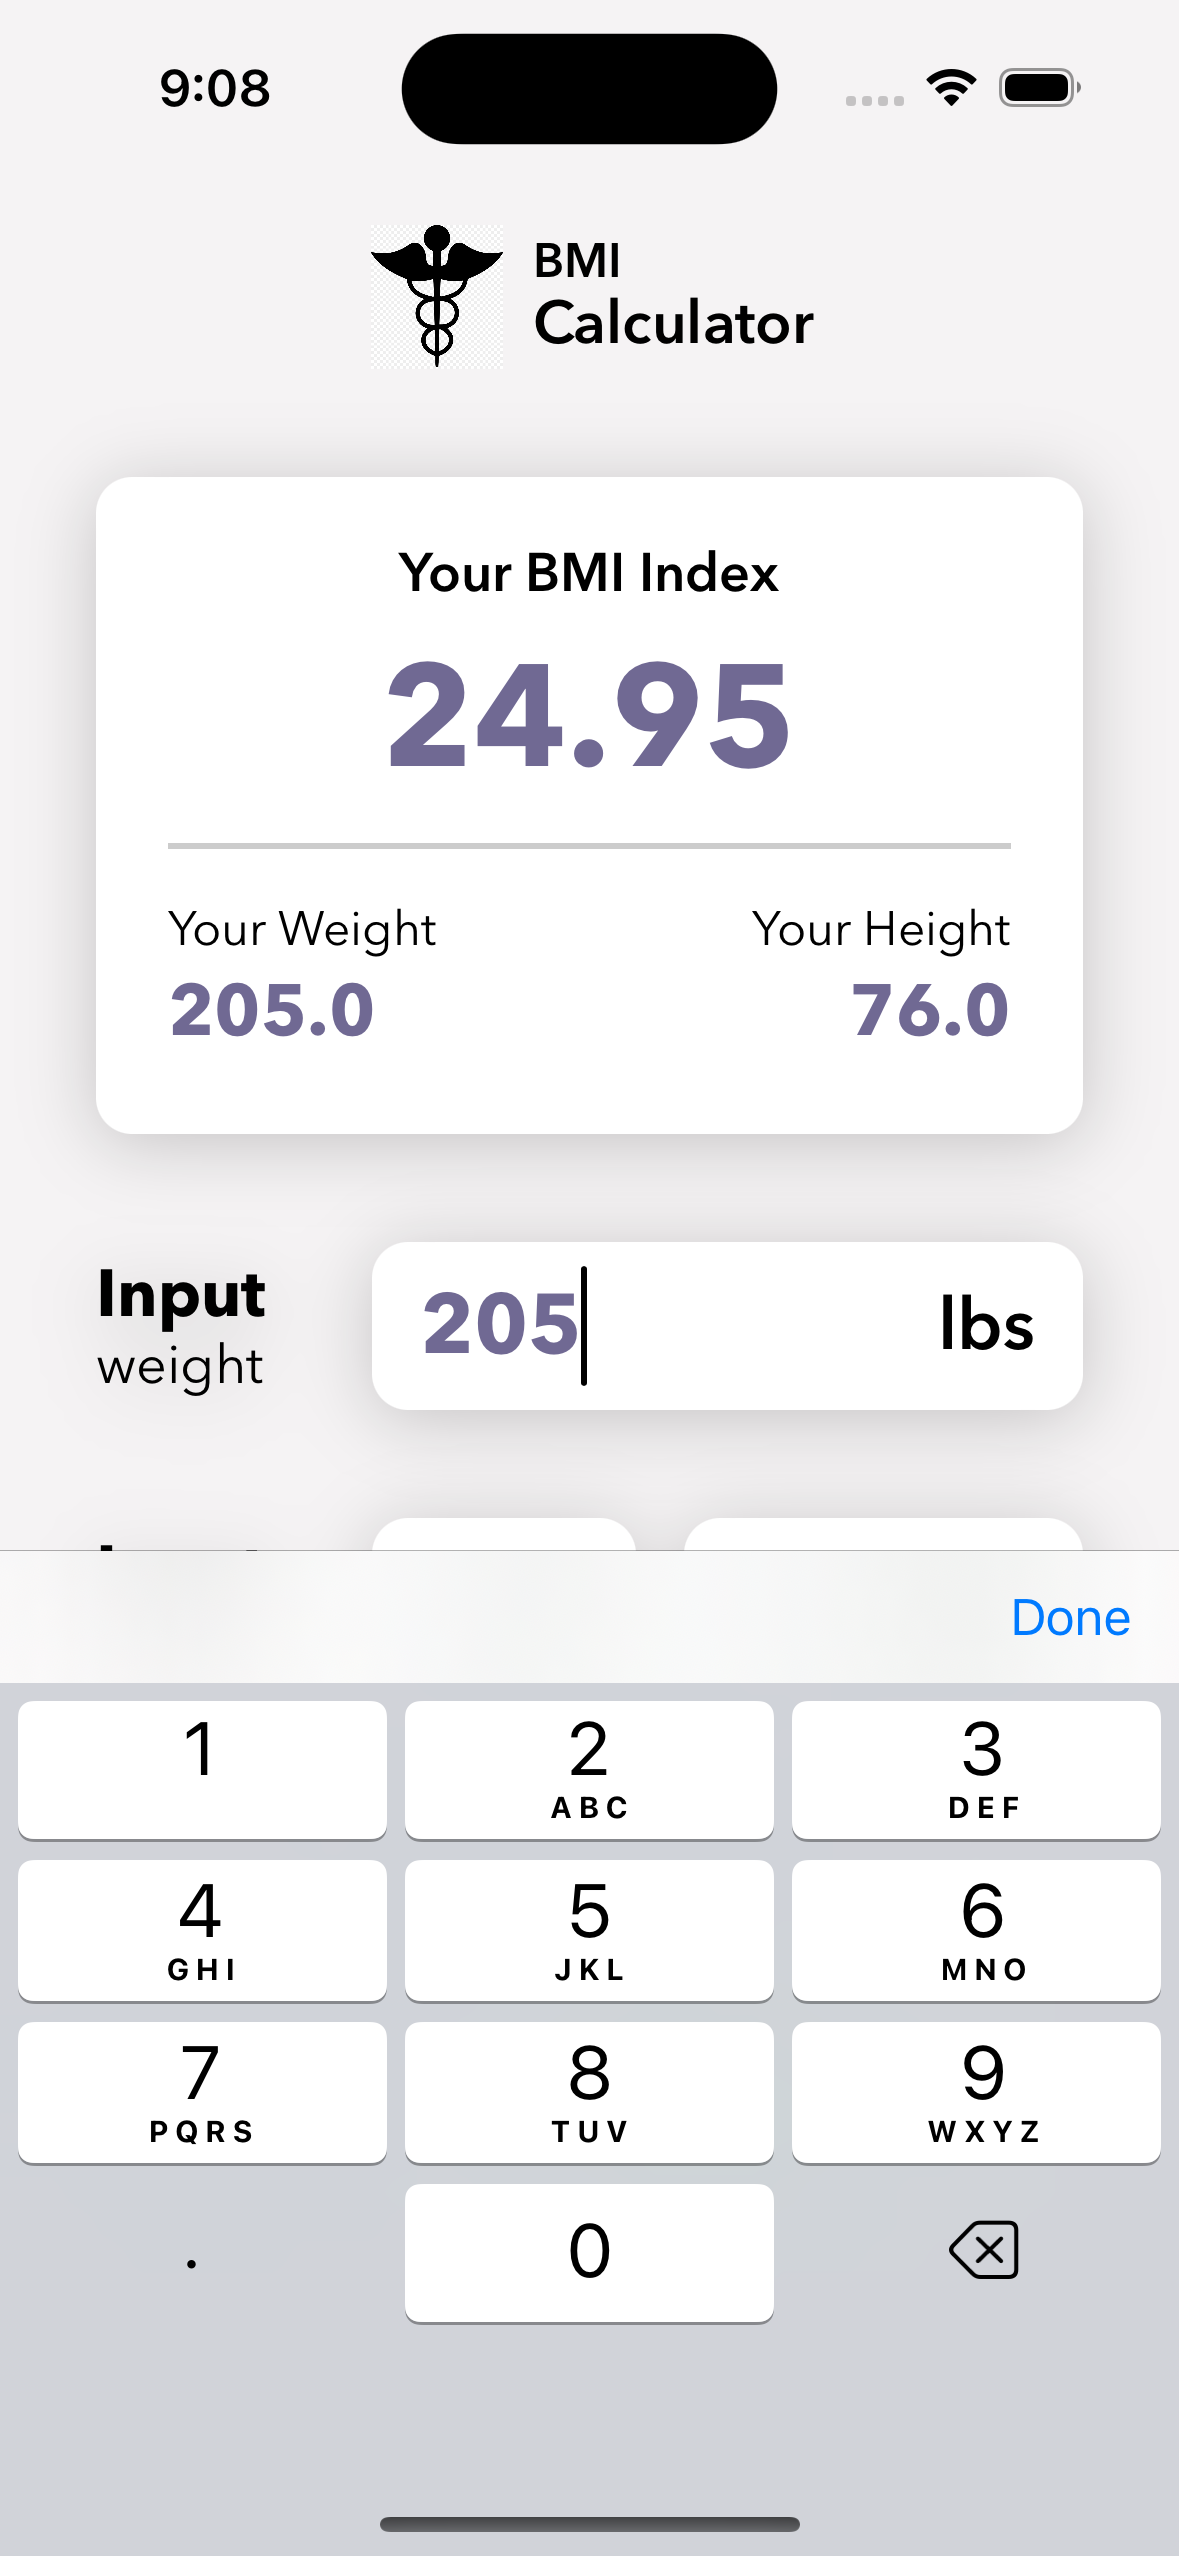 9:08
BMI
Calculator
Your BMI Index
24.95
Your Weight
Your Height
205.0
76.0
Input
weight
205
lbs
Done
1
2
ABC
3
DEF
4
GHI
5
JKL
6
MNO
7
PQRS
8
TUV
9
WXYZ
.
0